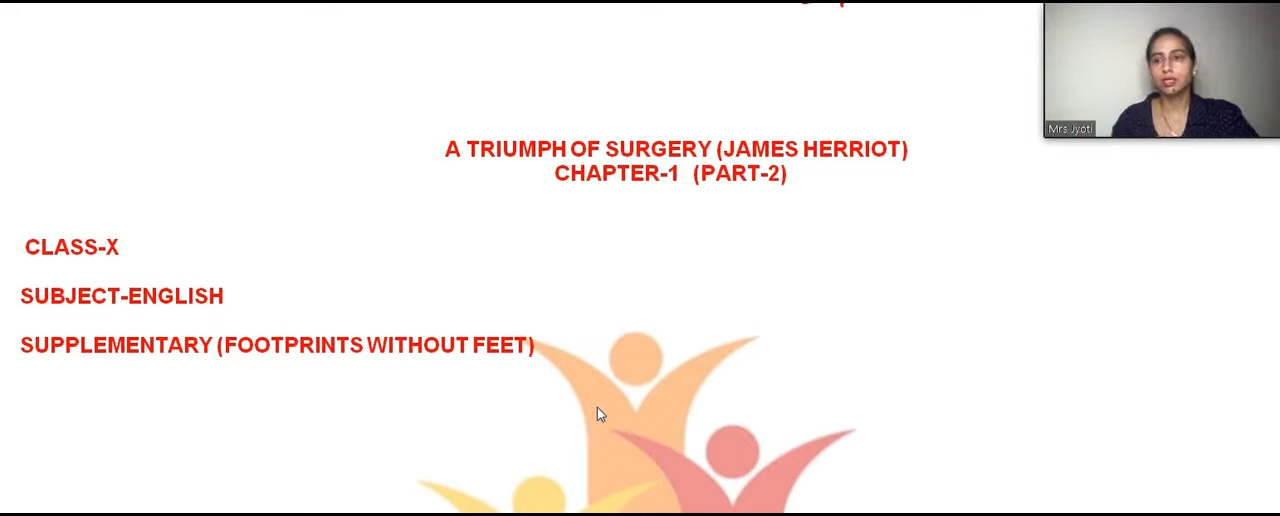 Mrs Jyoti
A TRIUMPH OF SURGERY (JAMES HERRIOT)
CHAPTER-1 (PART-2)
CLASS-X
SUBJECT-ENGLISH
SUPPLEMENTARY (FOOTPRINTS WITHOUT FEET)